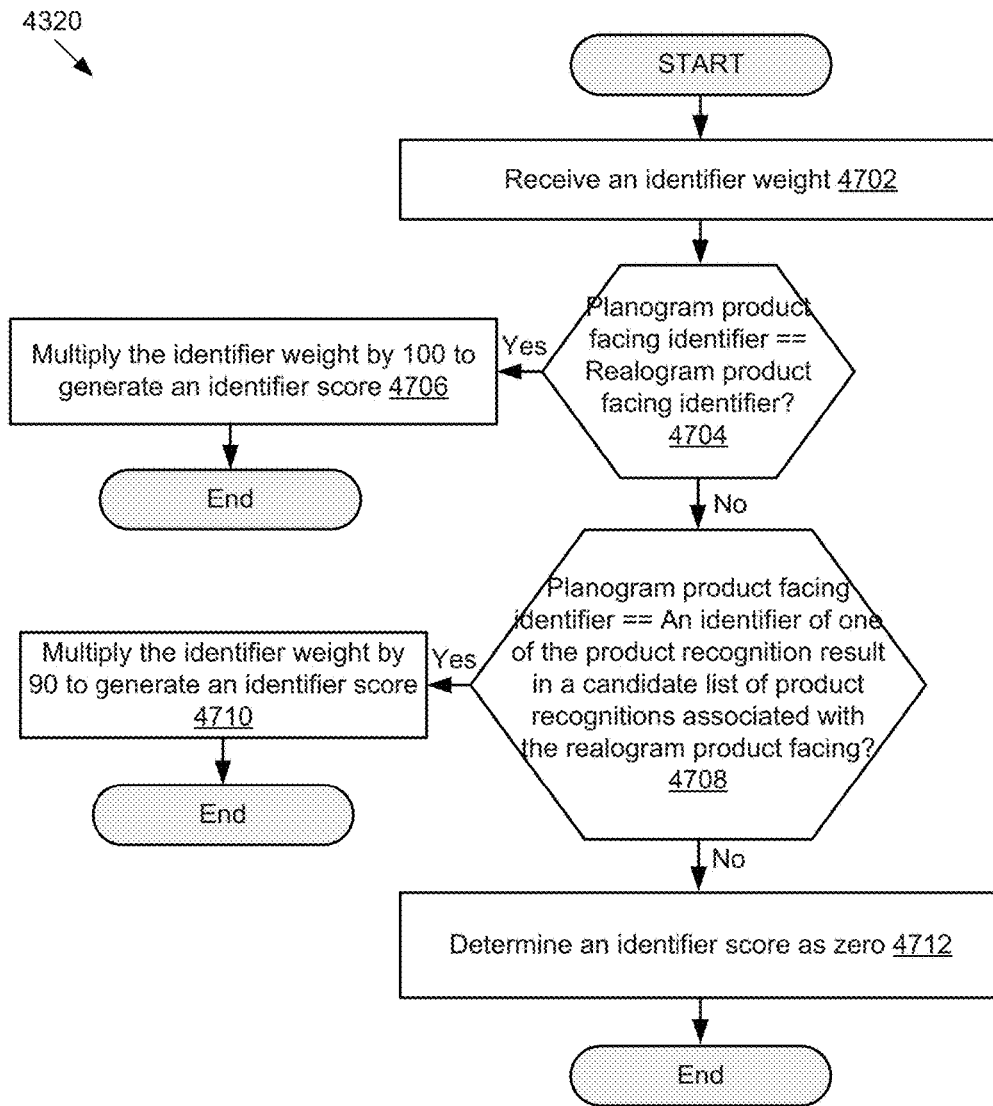 4320
START
Receive an identifier weight 4702
Planogram product
facing identifier ==
Realogram product
facing identifier?
4704
Yes
Multiply the identifier weight by 100 to
generate an identifier score 4706
End
No
Planogram product facing
identifier == An identifier of one
of the product recognition result
in a candidate list of product
recognitions associated with
the realogram product facing?
4708
Yes
Multiply the identifier weight by
90 to generate an identifier score
4710
End
No
Determine an identifier score as zero 4712
End